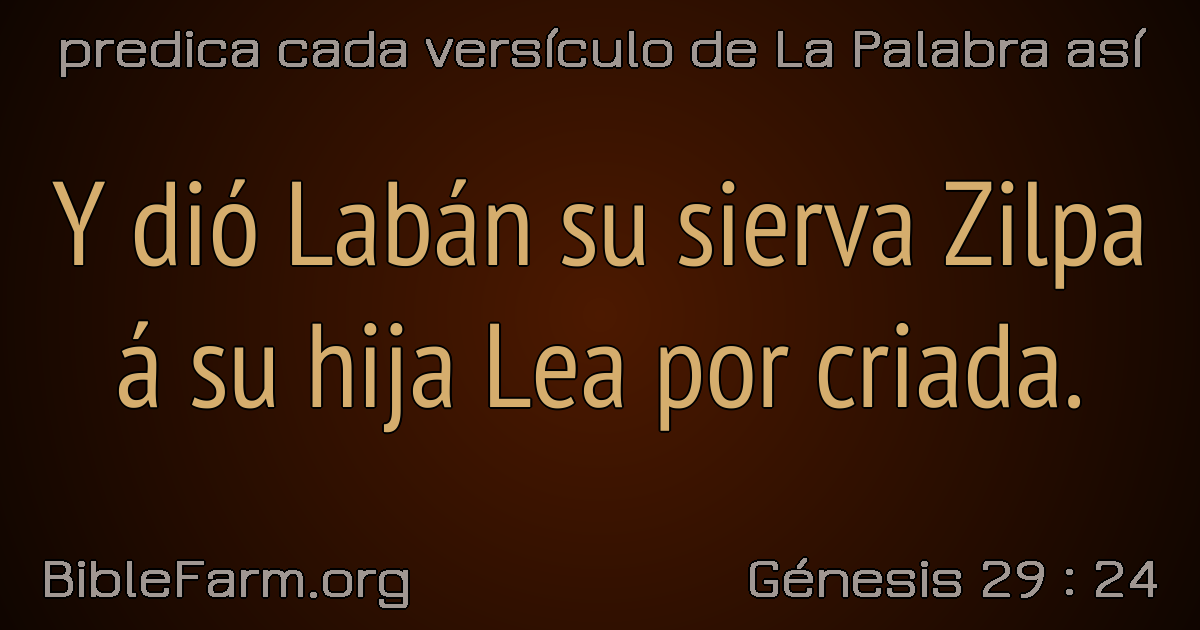 predica cada versículo de La Palabra así
Y dió Labán su sierva Zilpa
á su hija Lea por criada.
BibleFarm.org
Génesis 29 : 24